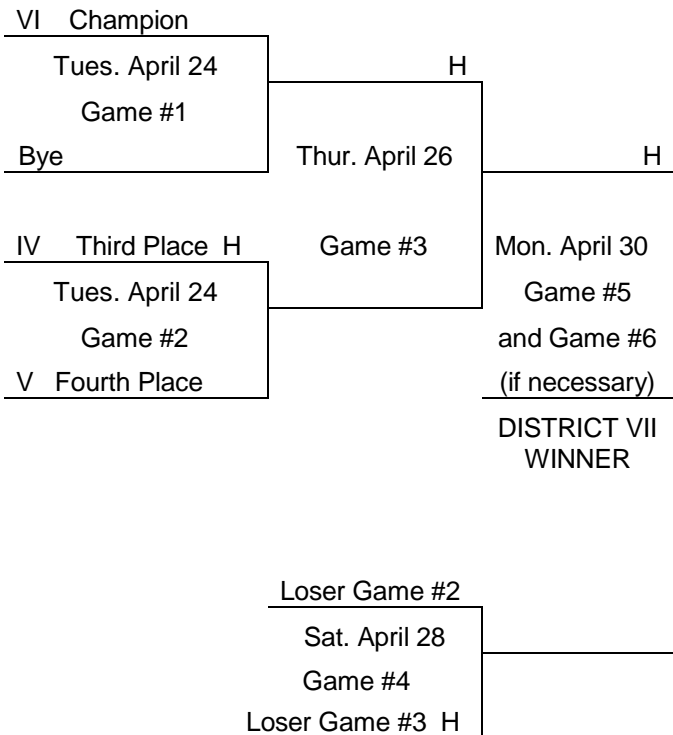 VI Champion
Tues. April 24
H
Game #1
Bye
Thur. April 26
H
IV Third Place H
Game #3
Mon. April 30
Tues. April 24
Game #5
Game #2
and Game #6
V Fourth Place
(if necessary)
DISTRICT VII
WINNER
Loser Game #2
Sat. April 28
Game #4
Loser Game #3 H